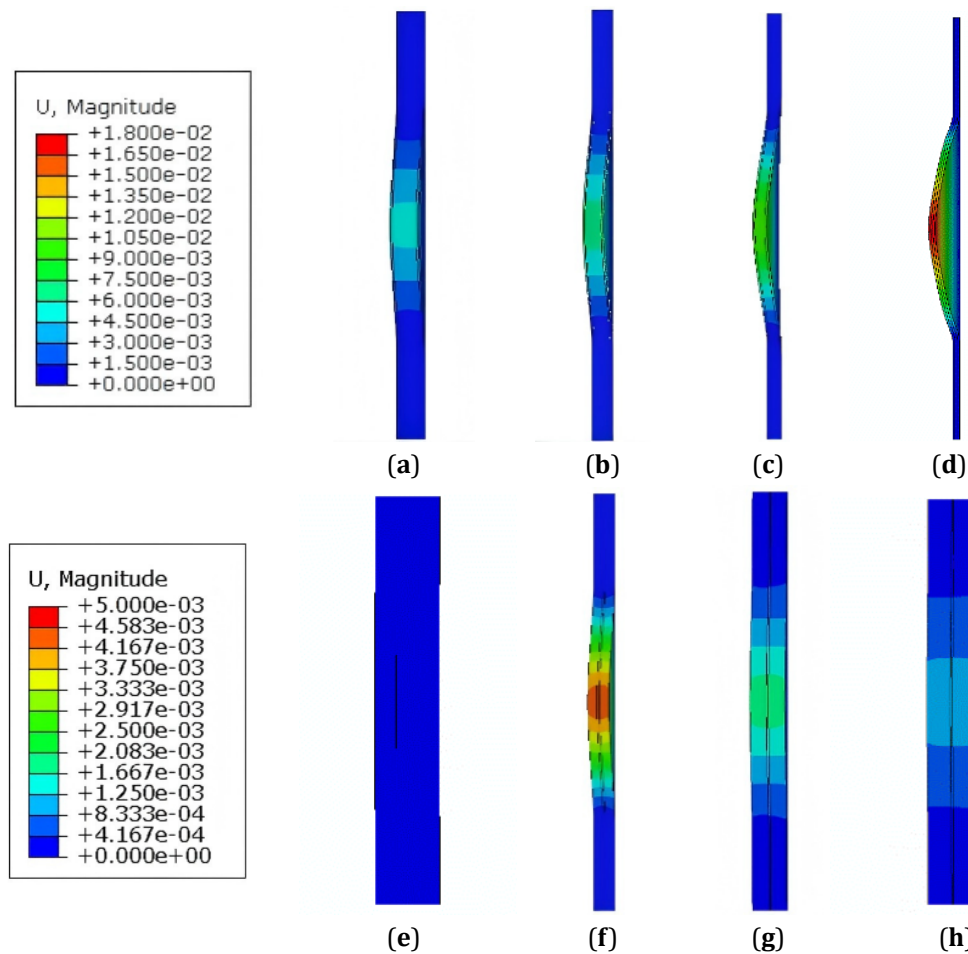 U, Magnitude
+1.800e-02
+1.650e-02
+1.500e-02
+1.350e-02
+1.200e-02
+1.050e-02
+9.000e-03
+7.500e-03
+6.000e-03
+4.500e-03
+3.000e-03
+1.500e-03
+0.000e+00
(a) (b) (c) (d)
U, Magnitude
+5.000e-03
+4.583e-03
+4.167e-03
+3.750e-03
+3.333e-03
+2.917e-03
+2.500e-03
+2.083e-03
+1.667e-03
+1.250e-03
+8.333e-04
+4.167e-04
+0.000e+00
(e) (f) (g) (h)